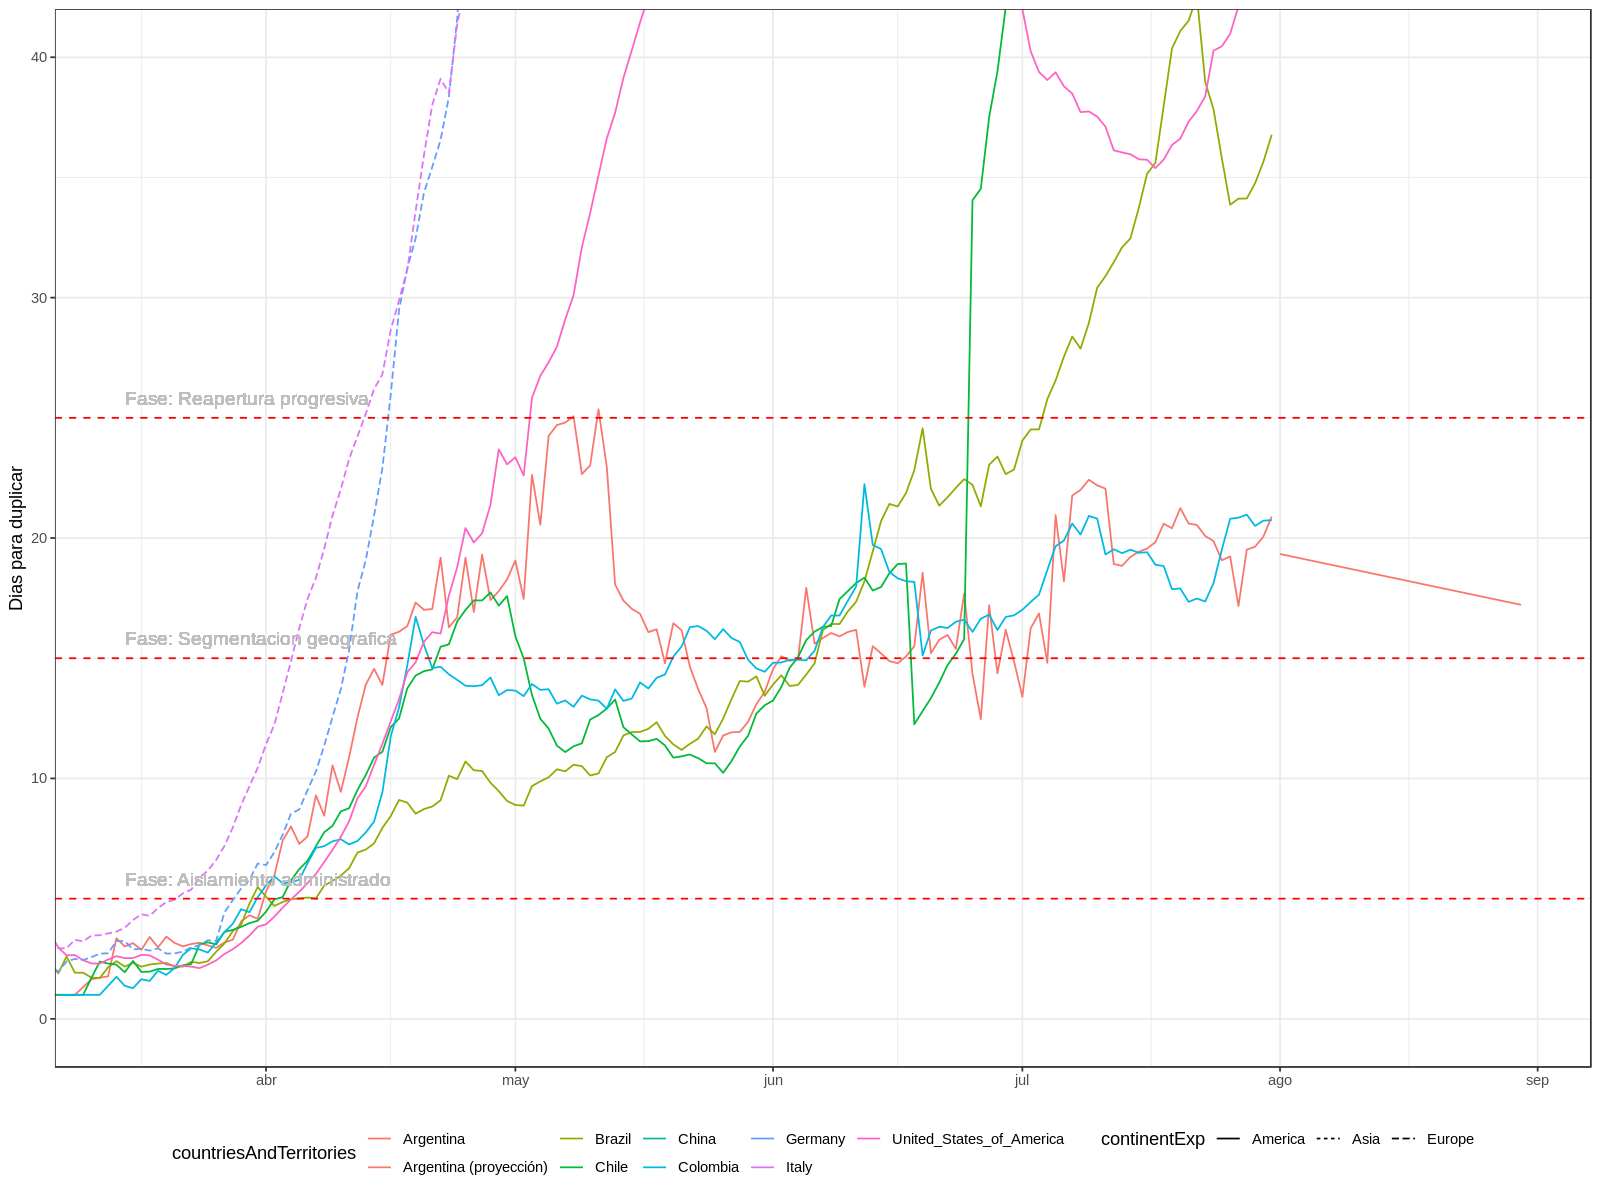 40
30
Fase: Reapertura progresiva
Dias para duplicar
20
Fase: Segmentacion geografica
10
Fase: Aislamiento administrado
0
abr may jun jul ago sep
countriesAndTerritories
Argentina Brazil China Germany United_States_of_America
Argentina (proyección) Chile Colombia Italy
continentExp America Asia Europe